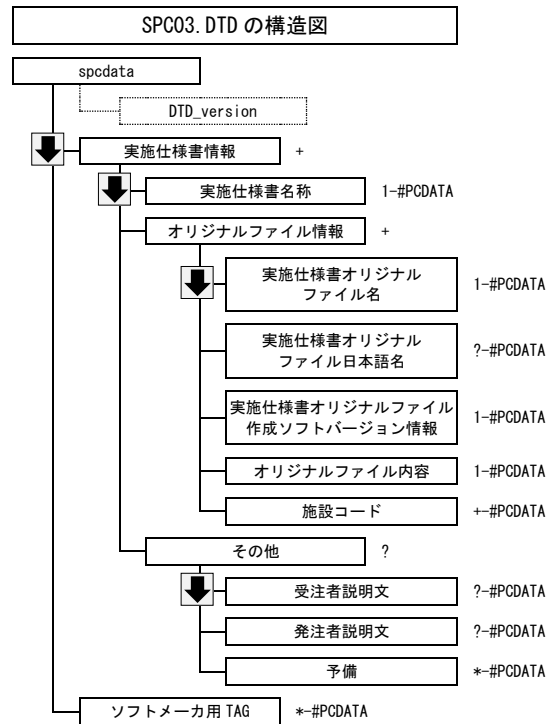 SPC03.DTD の構造図
spcdata
DTD_version
実施仕様書情報 +
実施仕様書名称 1-#PCDATA
オリジナルファイル情報 +
実施仕様書オリジナル
ファイル名 1-#PCDATA
実施仕様書オリジナル
ファイル日本語名 ?-#PCDATA
実施仕様書オリジナルファイル
作成ソフトバージョン情報 1-#PCDATA
オリジナルファイル内容 1-#PCDATA
施設コード +-#PCDATA
その他 ?
受注者説明文 ?-#PCDATA
発注者説明文 ?-#PCDATA
予備 *-#PCDATA
ソフトメーカ用 TAG *-#PCDATA